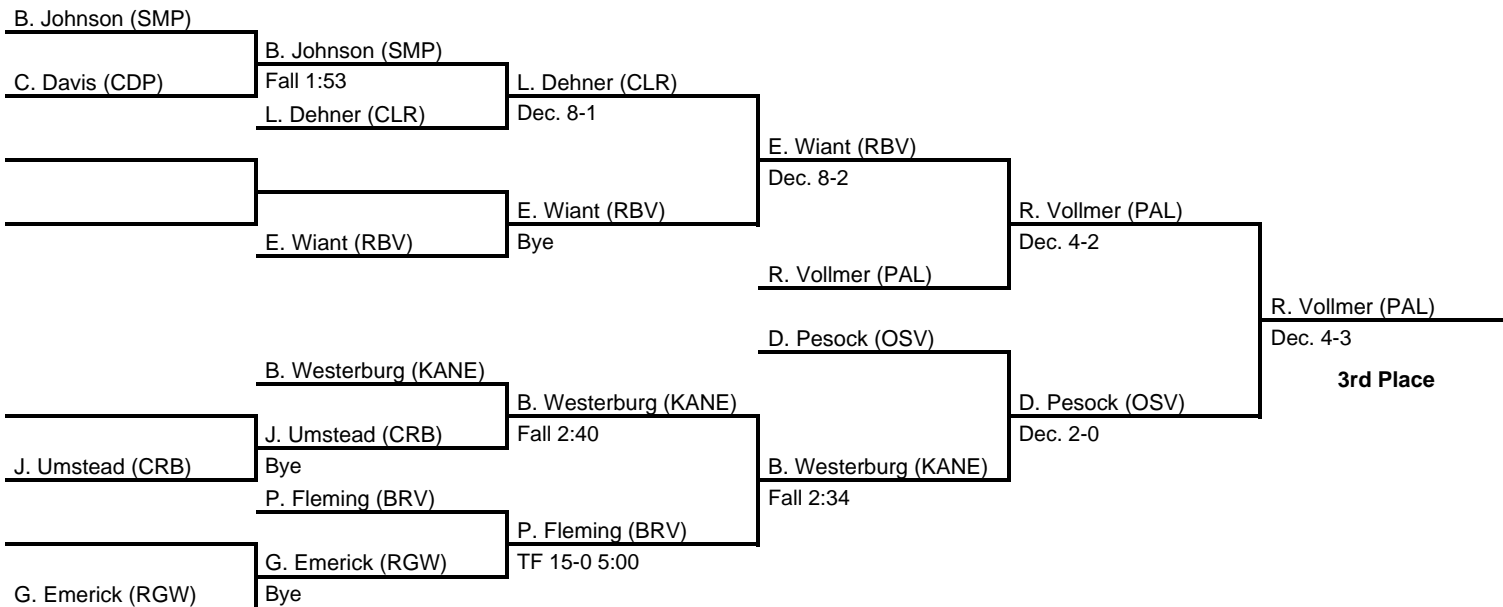 B. Johnson (SMP)
C. Davis (CDP)
B. Johnson (SMP)
Fall 1:53
L. Dehner (CLR)
L. Dehner (CLR)
Dec. 8-1
E. Wiant (RBV)
E. Wiant (RBV)
Bye
E. Wiant (RBV)
Dec. 8-2
R. Vollmer (PAL)
R. Vollmer (PAL)
Dec. 4-2
D. Pesock (OSV)
B. Westerburg (KANE)
J. Umstead (CRB)
J. Umstead (CRB)
Bye
B. Westerburg (KANE)
Fall 2:40
P. Fleming (BRV)
G. Emerick (RGW)
G. Emerick (RGW)
Bye
P. Fleming (BRV)
TF 15-0 5:00
B. Westerburg (KANE)
Fall 2:34
D. Pesock (OSV)
Dec. 2-0
R. Vollmer (PAL)
Dec. 4-3
3rd Place